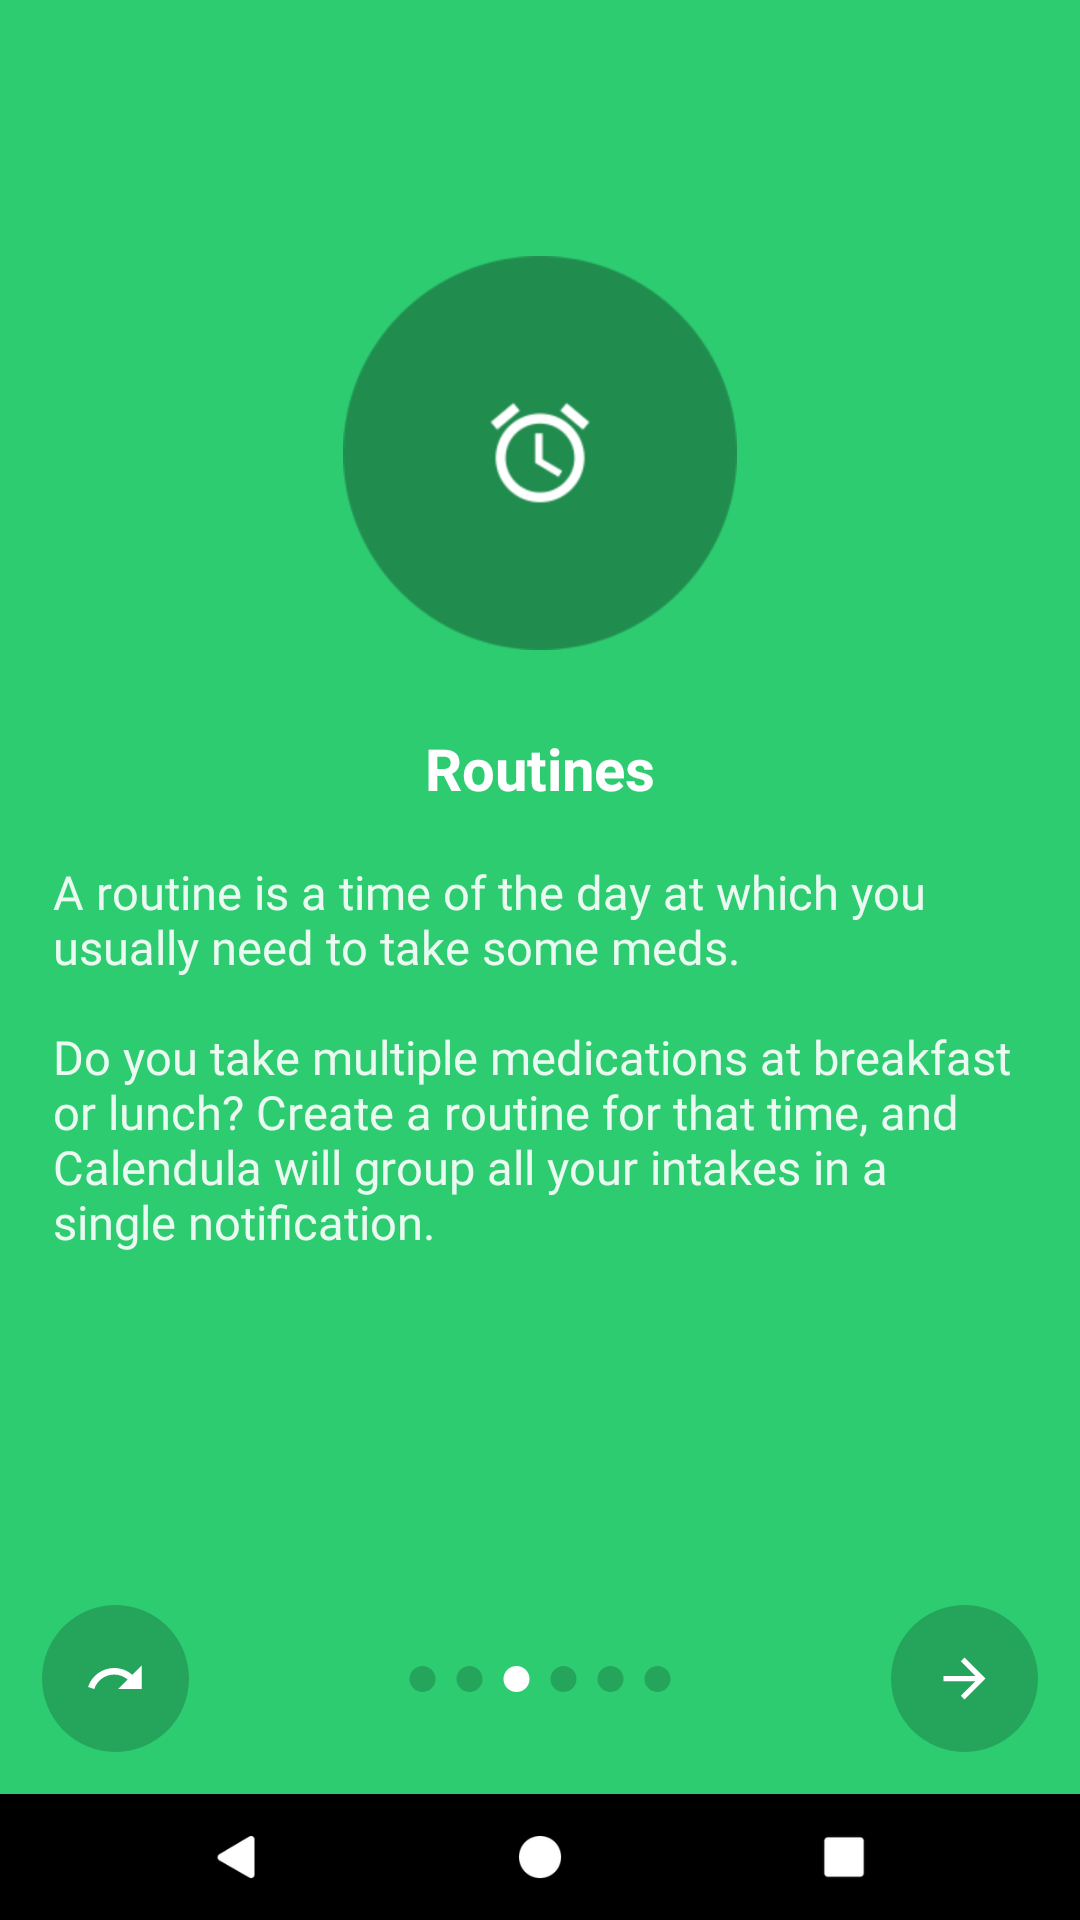 Routines
A routine is a time of the day at which you
usually need to take some meds.
Do you take multiple medications at breakfast
or lunch? Create a routine for that time, and
Calendula will group all your intakes in a
single notification.